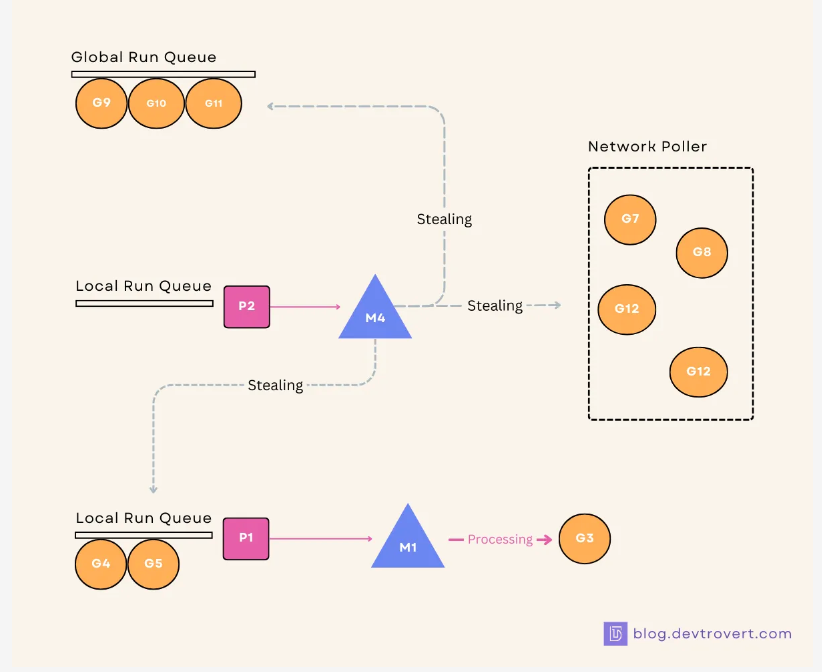 Global Run Queue
G9
G10
G11
Network Poller
Stealing
G7
G8
Local Run Queue
P2
M4
Stealing
G12
G12
Stealing
Local Run Queue
P1
G4
G5
M1
Processing
G3
blog.devtrovert.com